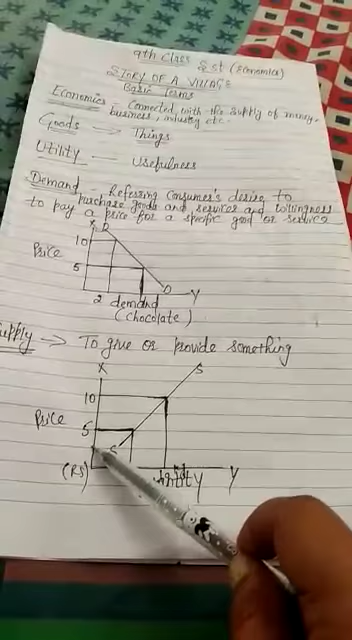 9th Class S.st (Economics)
STORY OF A VILLAGE
Basic Terms
Economics - Connected with the supply of money,
business, industry etc.
Goods → Things
Utility — Usefulness
Demand - Referring Consumer's desire to
purchase goods and services and willingness
to pay a price for a specific good or service
X D
10
Price
5
D
2 demand Y
(chocolate)
Supply → To give or provide something
X S
10
Price
5
S
(RS) Y